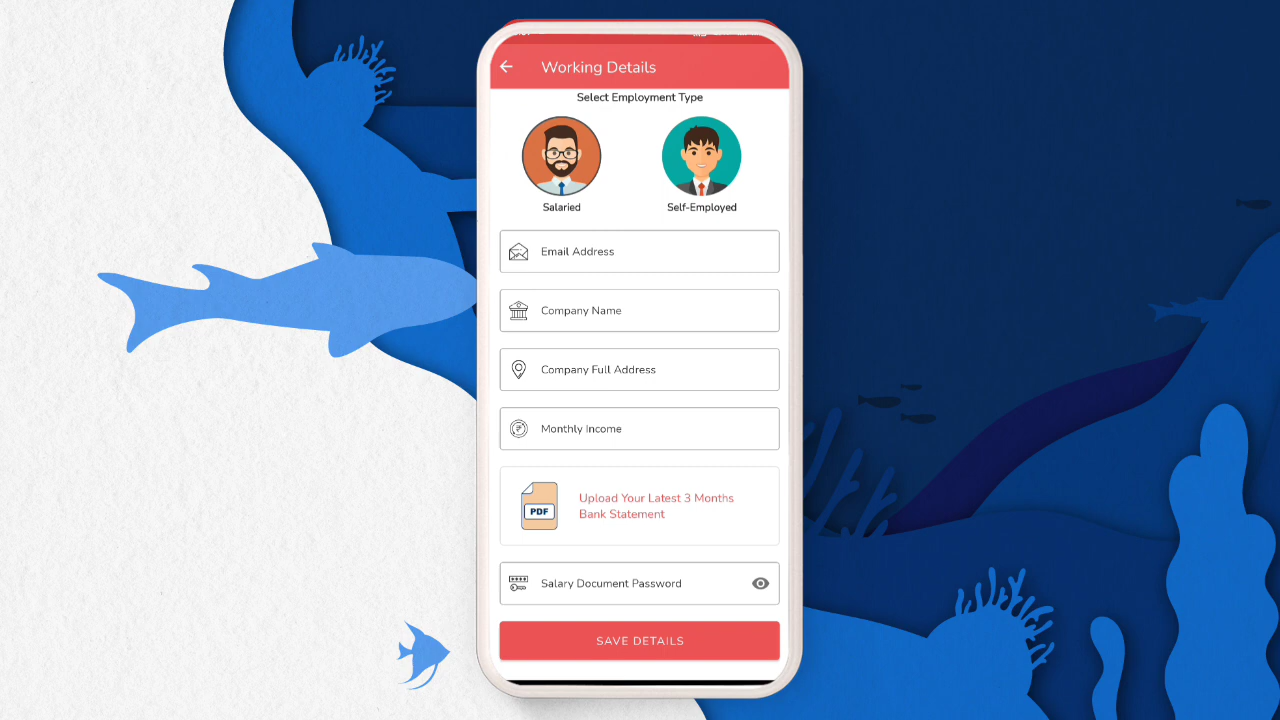 Working Details
Select Employment Type
Salaried
Self-Employed
Email Address
Company Name
Company Full Address
Monthly Income
PDF
Upload Your Latest 3 Months
Bank Statement
Salary Document Password
SAVE DETAILS